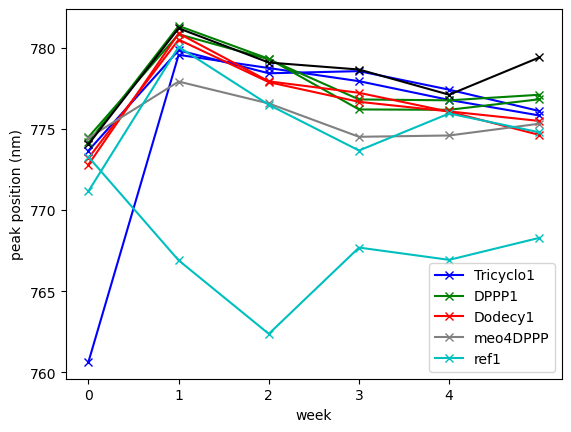 780
775
770
765
760
peak position (nm)
0 1 2 3 4
week
Tricyclo1
DPPP1
Dodecy1
meo4DPPP
ref1